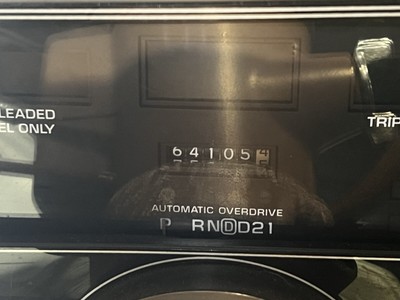 LEADED
EL ONLY
TRIP
64105
AUTOMATIC OVERDRIVE
P RNDD21